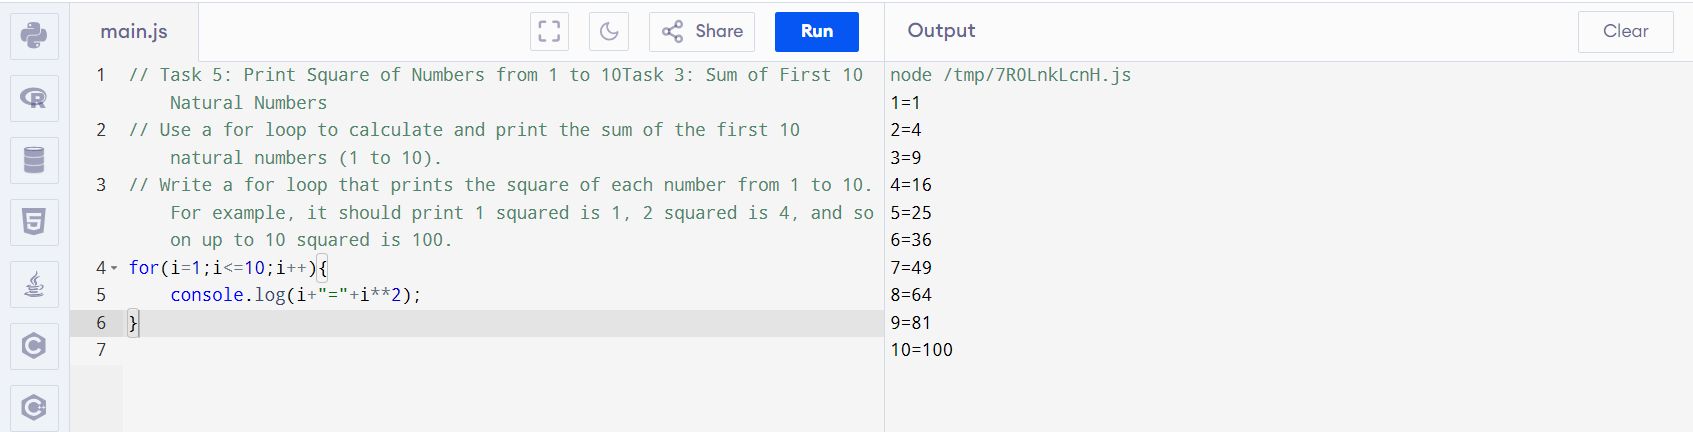 main.js
Share
Run
Output
Clear
1 // Task 5: Print Square of Numbers from 1 to 10Task 3: Sum of First 10
Natural Numbers
2 // Use a for loop to calculate and print the sum of the first 10
natural numbers (1 to 10).
3 // Write a for loop that prints the square of each number from 1 to 10.
For example, it should print 1 squared is 1, 2 squared is 4, and so
on up to 10 squared is 100.
4 for(i=1;i<=10;i++){
5 console.log(i+"="+i**2);
6 }
7
node /tmp/7R0LnkLcnH.js
1=1
2=4
3=9
4=16
5=25
6=36
7=49
8=64
9=81
10=100